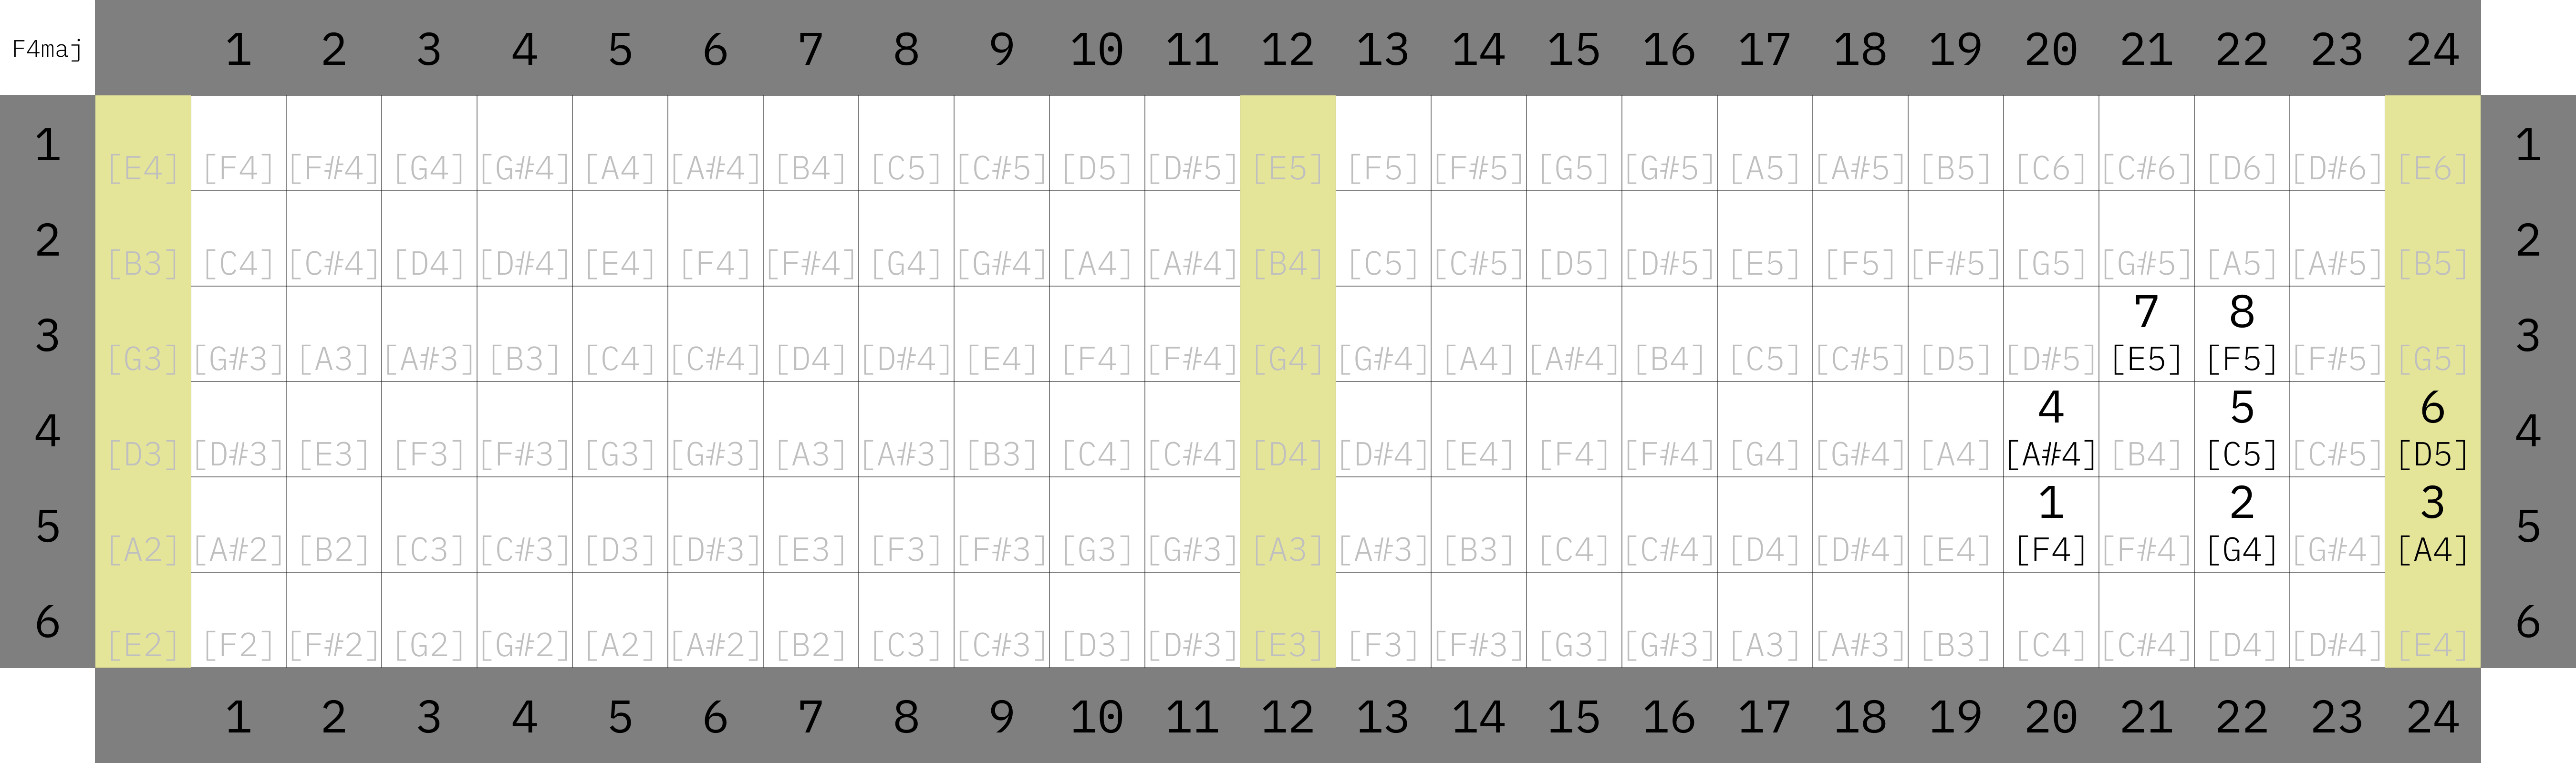 F4maj 1 2 3 4 5 6 7 8 9 10 11 12 13 14 15 16 17 18 19 20 21 22 23 24
1 [E4] [F4] [F#4] [G4] [G#4] [A4] [A#4] [B4] [C5] [C#5] [D5] [D#5] [E5] [F5] [F#5] [G5] [G#5] [A5] [A#5] [B5] [C6] [C#6] [D6] [D#6] [E6] 1
2 [B3] [C4] [C#4] [D4] [D#4] [E4] [F4] [F#4] [G4] [G#4] [A4] [A#4] [B4] [C5] [C#5] [D5] [D#5] [E5] [F5] [F#5] [G5] [G#5] [A5] [A#5] [B5] 2
7 8
3 [G3] [G#3] [A3] [A#3] [B3] [C4] [C#4] [D4] [D#4] [E4] [F4] [F#4] [G4] [G#4] [A4] [A#4] [B4] [C5] [C#5] [D5] [D#5] [E5] [F5] [F#5] [G5] 3
4 5 6
4 [D3] [D#3] [E3] [F3] [F#3] [G3] [G#3] [A3] [A#3] [B3] [C4] [C#4] [D4] [D#4] [E4] [F4] [F#4] [G4] [G#4] [A4] [A#4] [B4] [C5] [C#5] [D5] 4
1 2 3
5 [A2] [A#2] [B2] [C3] [C#3] [D3] [D#3] [E3] [F3] [F#3] [G3] [G#3] [A3] [A#3] [B3] [C4] [C#4] [D4] [D#4] [E4] [F4] [F#4] [G4] [G#4] [A4] 5
6 [E2] [F2] [F#2] [G2] [G#2] [A2] [A#2] [B2] [C3] [C#3] [D3] [D#3] [E3] [F3] [F#3] [G3] [G#3] [A3] [A#3] [B3] [C4] [C#4] [D4] [D#4] [E4] 6
1 2 3 4 5 6 7 8 9 10 11 12 13 14 15 16 17 18 19 20 21 22 23 24